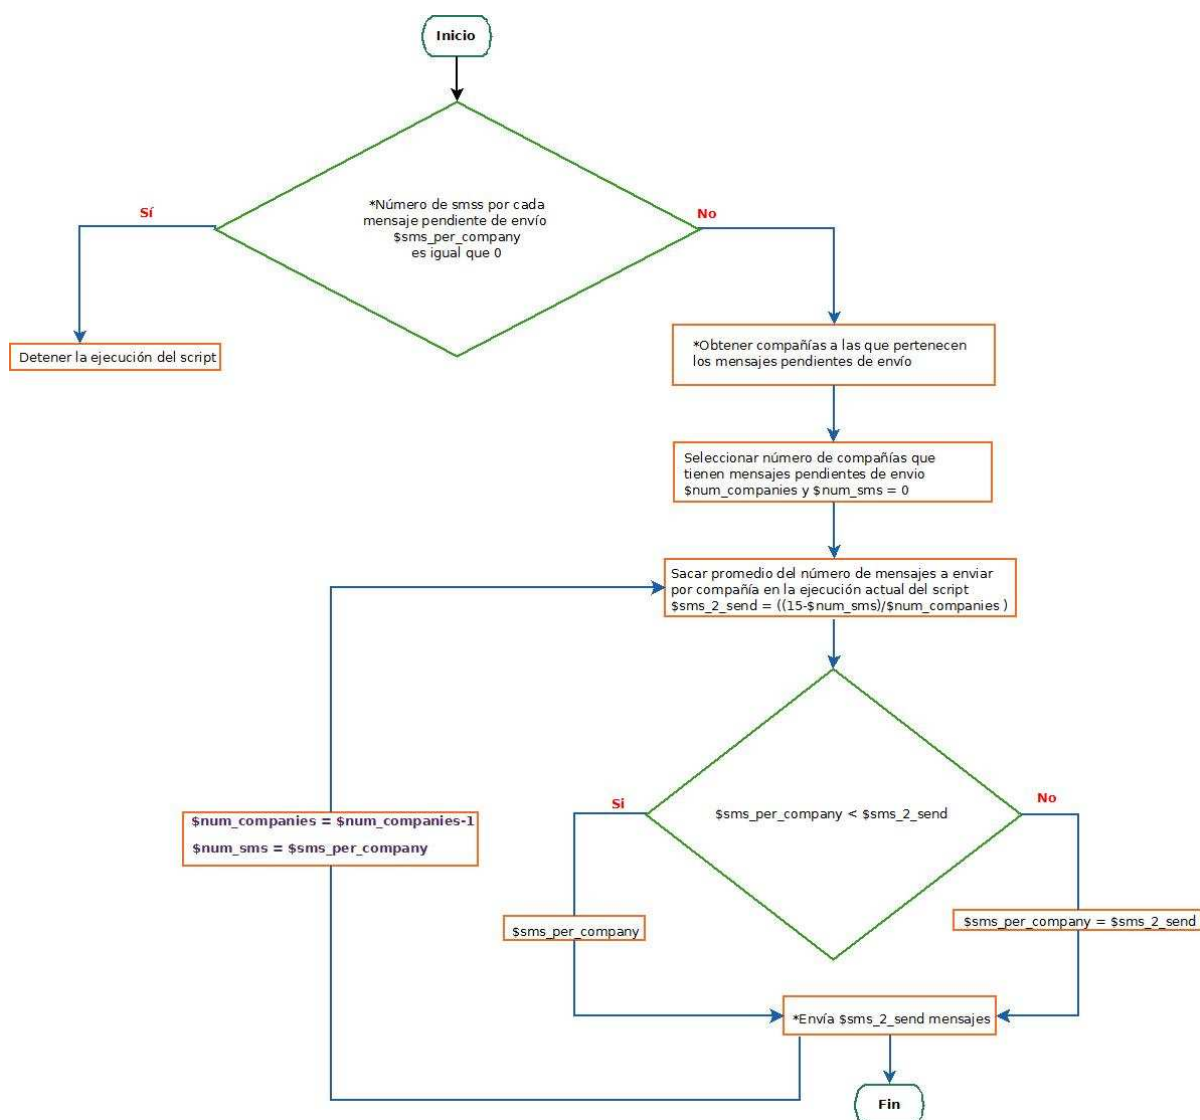 Inicio
*Número de smss por cada
mensaje pendiente de envío
$sms_per_company
es igual que 0
Sí
No
Detener la ejecución del script
*Obtener compañías a las que pertenecen
los mensajes pendientes de envío
Seleccionar número de compañías que
tienen mensajes pendientes de envio
$num_companies y $num_sms = 0
Sacar promedio del número de mensajes a enviar
por compañía en la ejecución actual del script
$sms_2_send = ((15-$num_sms)/$num_companies )
$sms_per_company < $sms_2_send
Si
No
$num_companies = $num_companies-1
$num_sms = $sms_per_company
$sms_per_company
$sms_per_company = $sms_2_send
*Envía $sms_2_send mensajes
Fin